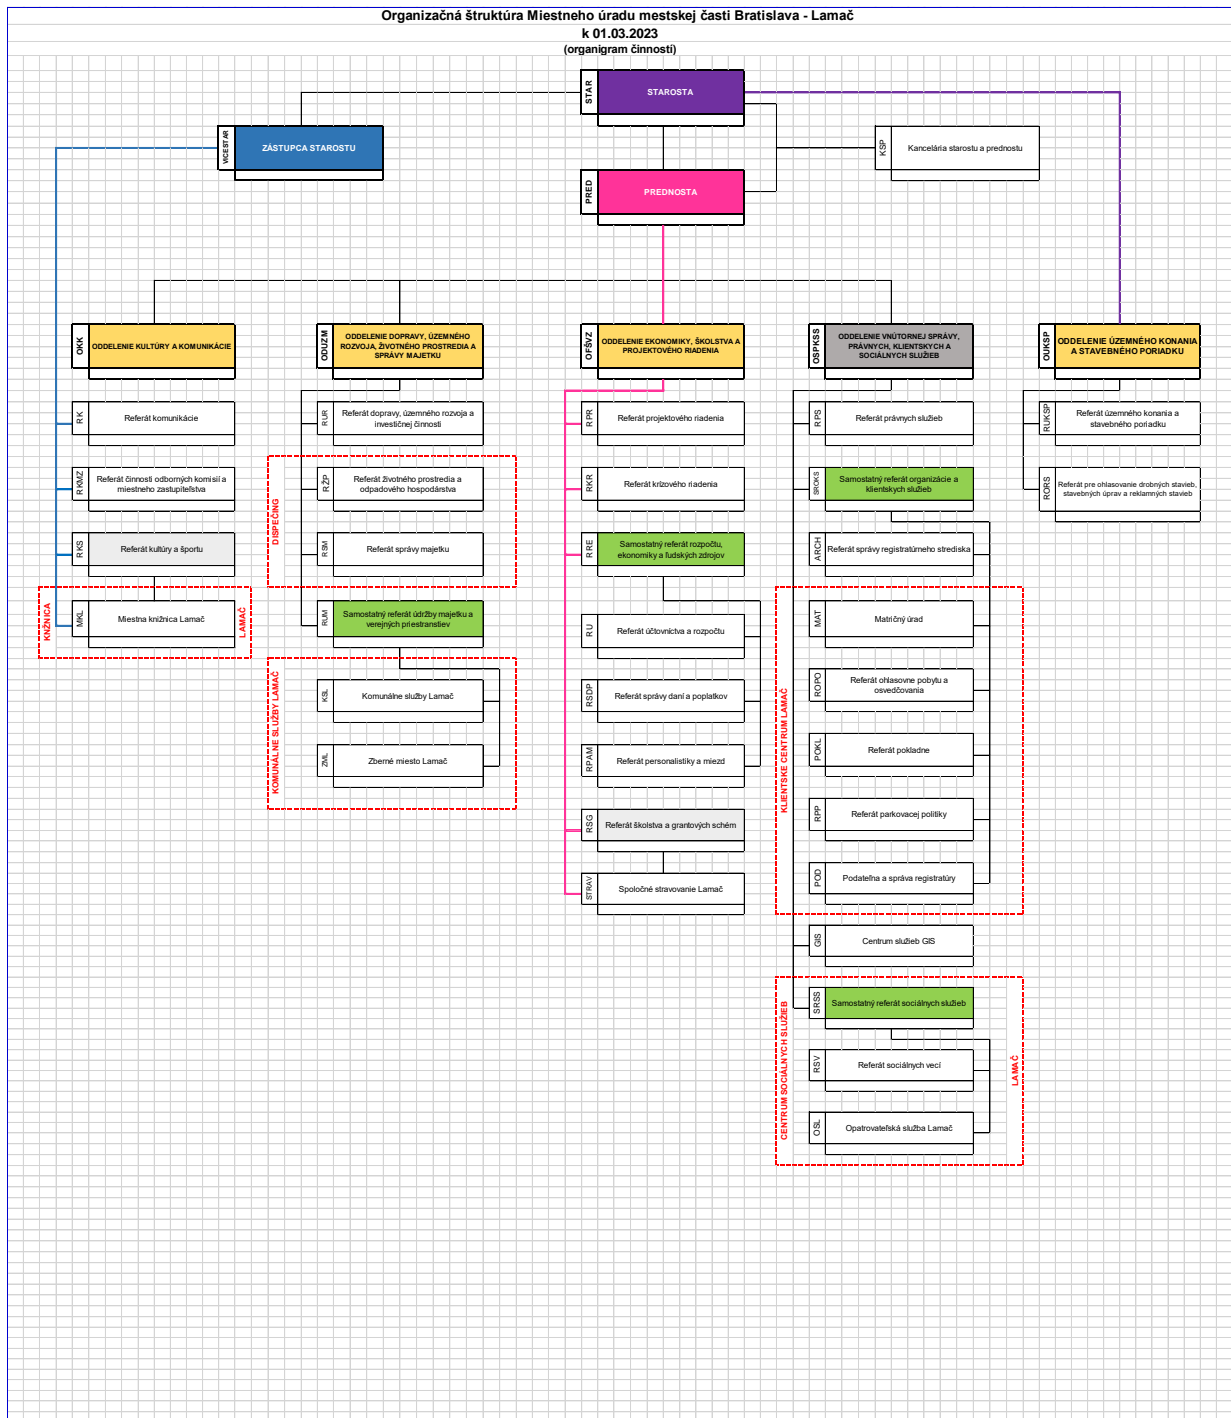 Organizačná štruktúra Miestneho úradu mestskej časti Bratislava - Lamač
k 01.03.2023
(organigram činností)
STAR
STAROSTA
VICESTAR
ZÁSTUPCA STAROSTU
KSP
Kancelária starostu a prednostu
PRED
PREDNOSTA
OKK
ODDELENIE KULTÚRY A KOMUNIKÁCIE
ODUZM
ODDELENIE DOPRAVY, ÚZEMNÉHO
ROZVOJA, ŽIVOTNÉHO PROSTREDIA A
SPRÁVY MAJETKU
OFŠVZ
ODDELENIE EKONOMIKY, ŠKOLSTVA A
PROJEKTOVÉHO RIADENIA
OSPKSS
ODDELENIE VNÚTORNEJ SPRÁVY,
PRÁVNYCH, KLIENTSKYCH A
SOCIÁLNYCH SLUŽIEB
OUKSP
ODDELENIE ÚZEMNÉHO KONANIA
A STAVEBNÉHO PORIADKU
RK
Referát komunikácie
RKMZ
Referát činnosti odborných komisií a
miestneho zastupiteľstva
RKS
Referát kultúry a športu
KNŽNICA
MKL
Miestna knižnica Lamač
LAMAČ
RUR
Referát dopravy, územného rozvoja a
investičnej činnosti
DISPEČING
RŽP
Referát životného prostredia a
odpadového hospodárstva
RSM
Referát správy majetku
RUM
Samostatný referát údržby majetku a
verejných priestranstiev
KOMUNÁLNE SLUŽBY LAMAČ
KSL
Komunálne služby Lamač
ZML
Zberné miesto Lamač
RPR
Referát projektového riadenia
RKR
Referát krízového riadenia
RRE
Samostatný referát rozpočtu,
ekonomiky a ľudských zdrojov
RU
Referát účtovníctva a rozpočtu
RSDP
Referát správy daní a poplatkov
RPAM
Referát personalistiky a miezd
RSG
Referát školstva a grantových schém
STRAV
Spoločné stravovanie Lamač
RPS
Referát právnych služieb
SROKS
Samostatný referát organizácie a
klientskych služieb
ARCH
Referát správy registratúrneho strediska
KLIENTSKE CENTRUM LAMAČ
MAT
Matričný úrad
ROPO
Referát ohlasovne pobytu a
osvedčovania
POKL
Referát pokladne
RPP
Referát parkovacej politiky
POD
Podateľna a správa registratúry
GIS
Centrum služieb GIS
CENTRUM SOCIÁLNYCH SLUŽIEB
SRSS
Samostatný referát sociálnych služieb
RSV
Referát sociálnych vecí
LAMAČ
OSL
Opatrovateľská služba Lamač
RUKSP
Referát územného konania a
stavebného poriadku
RORS
Referát pre ohlasovanie drobných stavieb,
stavebných úprav a reklamných stavieb